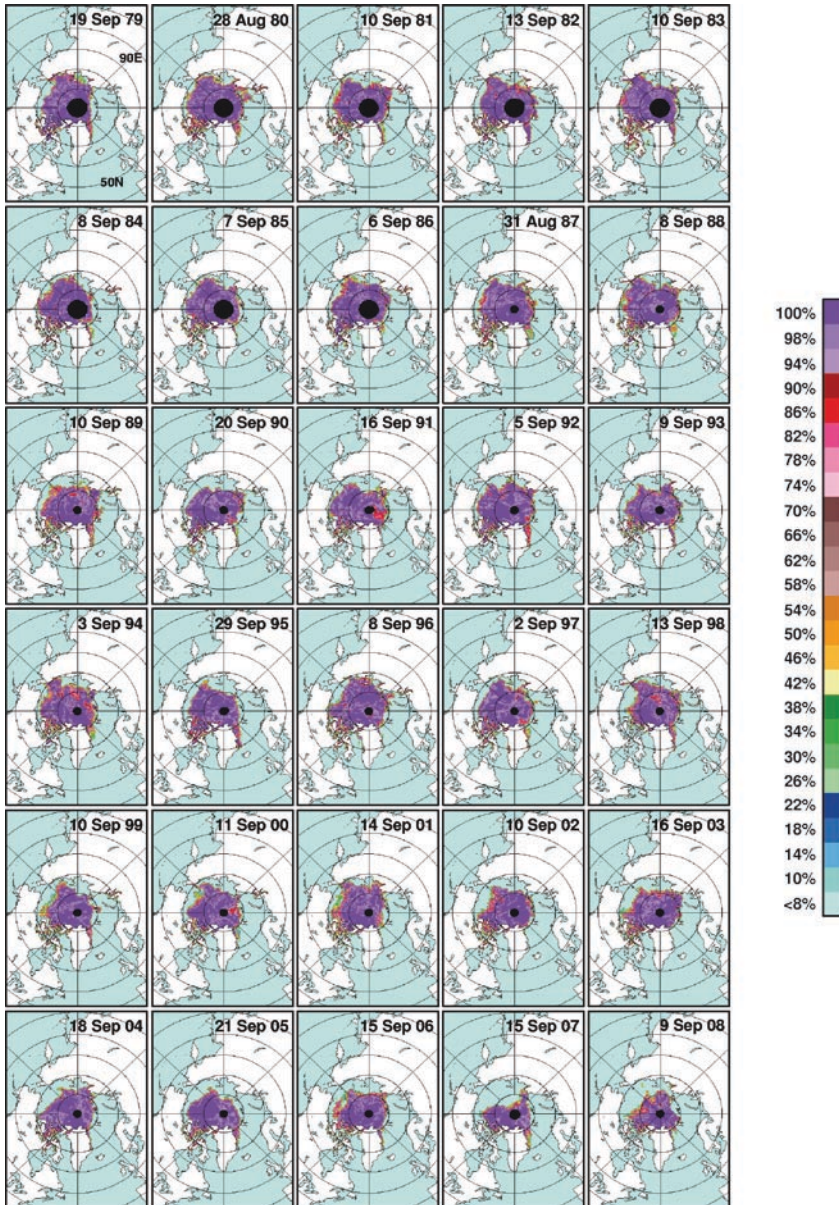 19 Sep 79
28 Aug 80
10 Sep 81
13 Sep 82
10 Sep 83
90E
50N
8 Sep 84
7 Sep 85
6 Sep 86
31 Aug 87
8 Sep 88
10 Sep 89
20 Sep 90
16 Sep 91
5 Sep 92
9 Sep 93
3 Sep 94
29 Sep 95
8 Sep 96
2 Sep 97
13 Sep 98
10 Sep 99
11 Sep 00
14 Sep 01
10 Sep 02
16 Sep 03
18 Sep 04
21 Sep 05
15 Sep 06
15 Sep 07
9 Sep 08
100%
98%
94%
90%
86%
82%
78%
74%
70%
66%
62%
58%
54%
50%
46%
42%
38%
34%
30%
26%
22%
18%
14%
10%
<8%